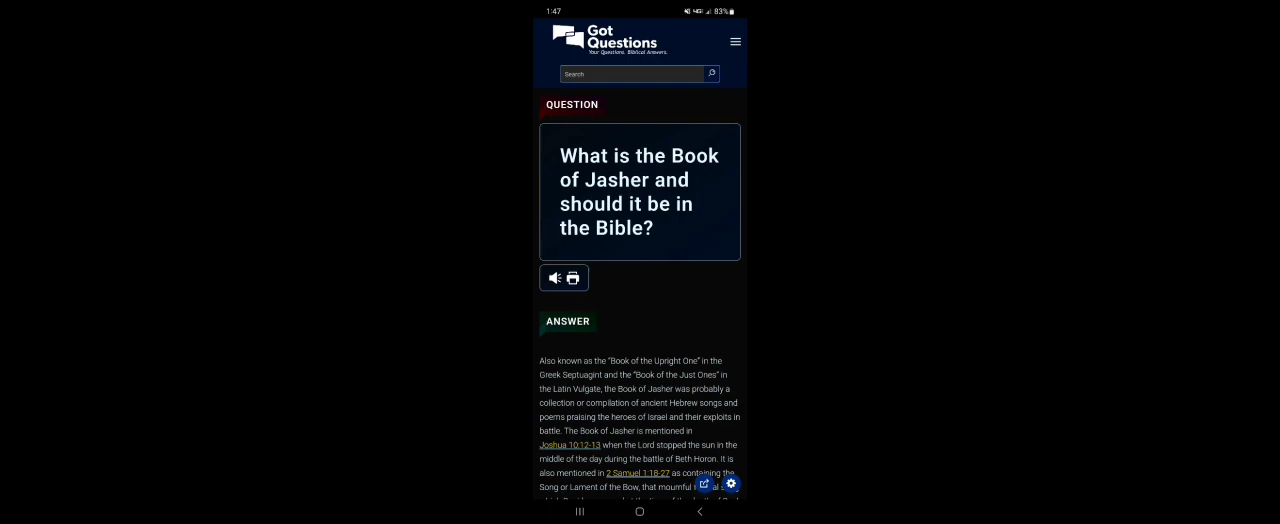 1:47
83%
Got
Questions
Your Questions. Biblical Answers.
Search
QUESTION
What is the Book
of Jasher and
should it be in
the Bible?
ANSWER
Also known as the “Book of the Upright One” in the
Greek Septuagint and the “Book of the Just Ones” in
the Latin Vulgate, the Book of Jasher was probably a
collection or compilation of ancient Hebrew songs and
poems praising the heroes of Israel and their exploits in
battle. The Book of Jasher is mentioned in
Joshua 10:12-13 when the Lord stopped the sun in the
middle of the day during the battle of Beth Horon. It is
also mentioned in 2 Samuel 1:18-27 as containing the
Song or Lament of the Bow, that mournful